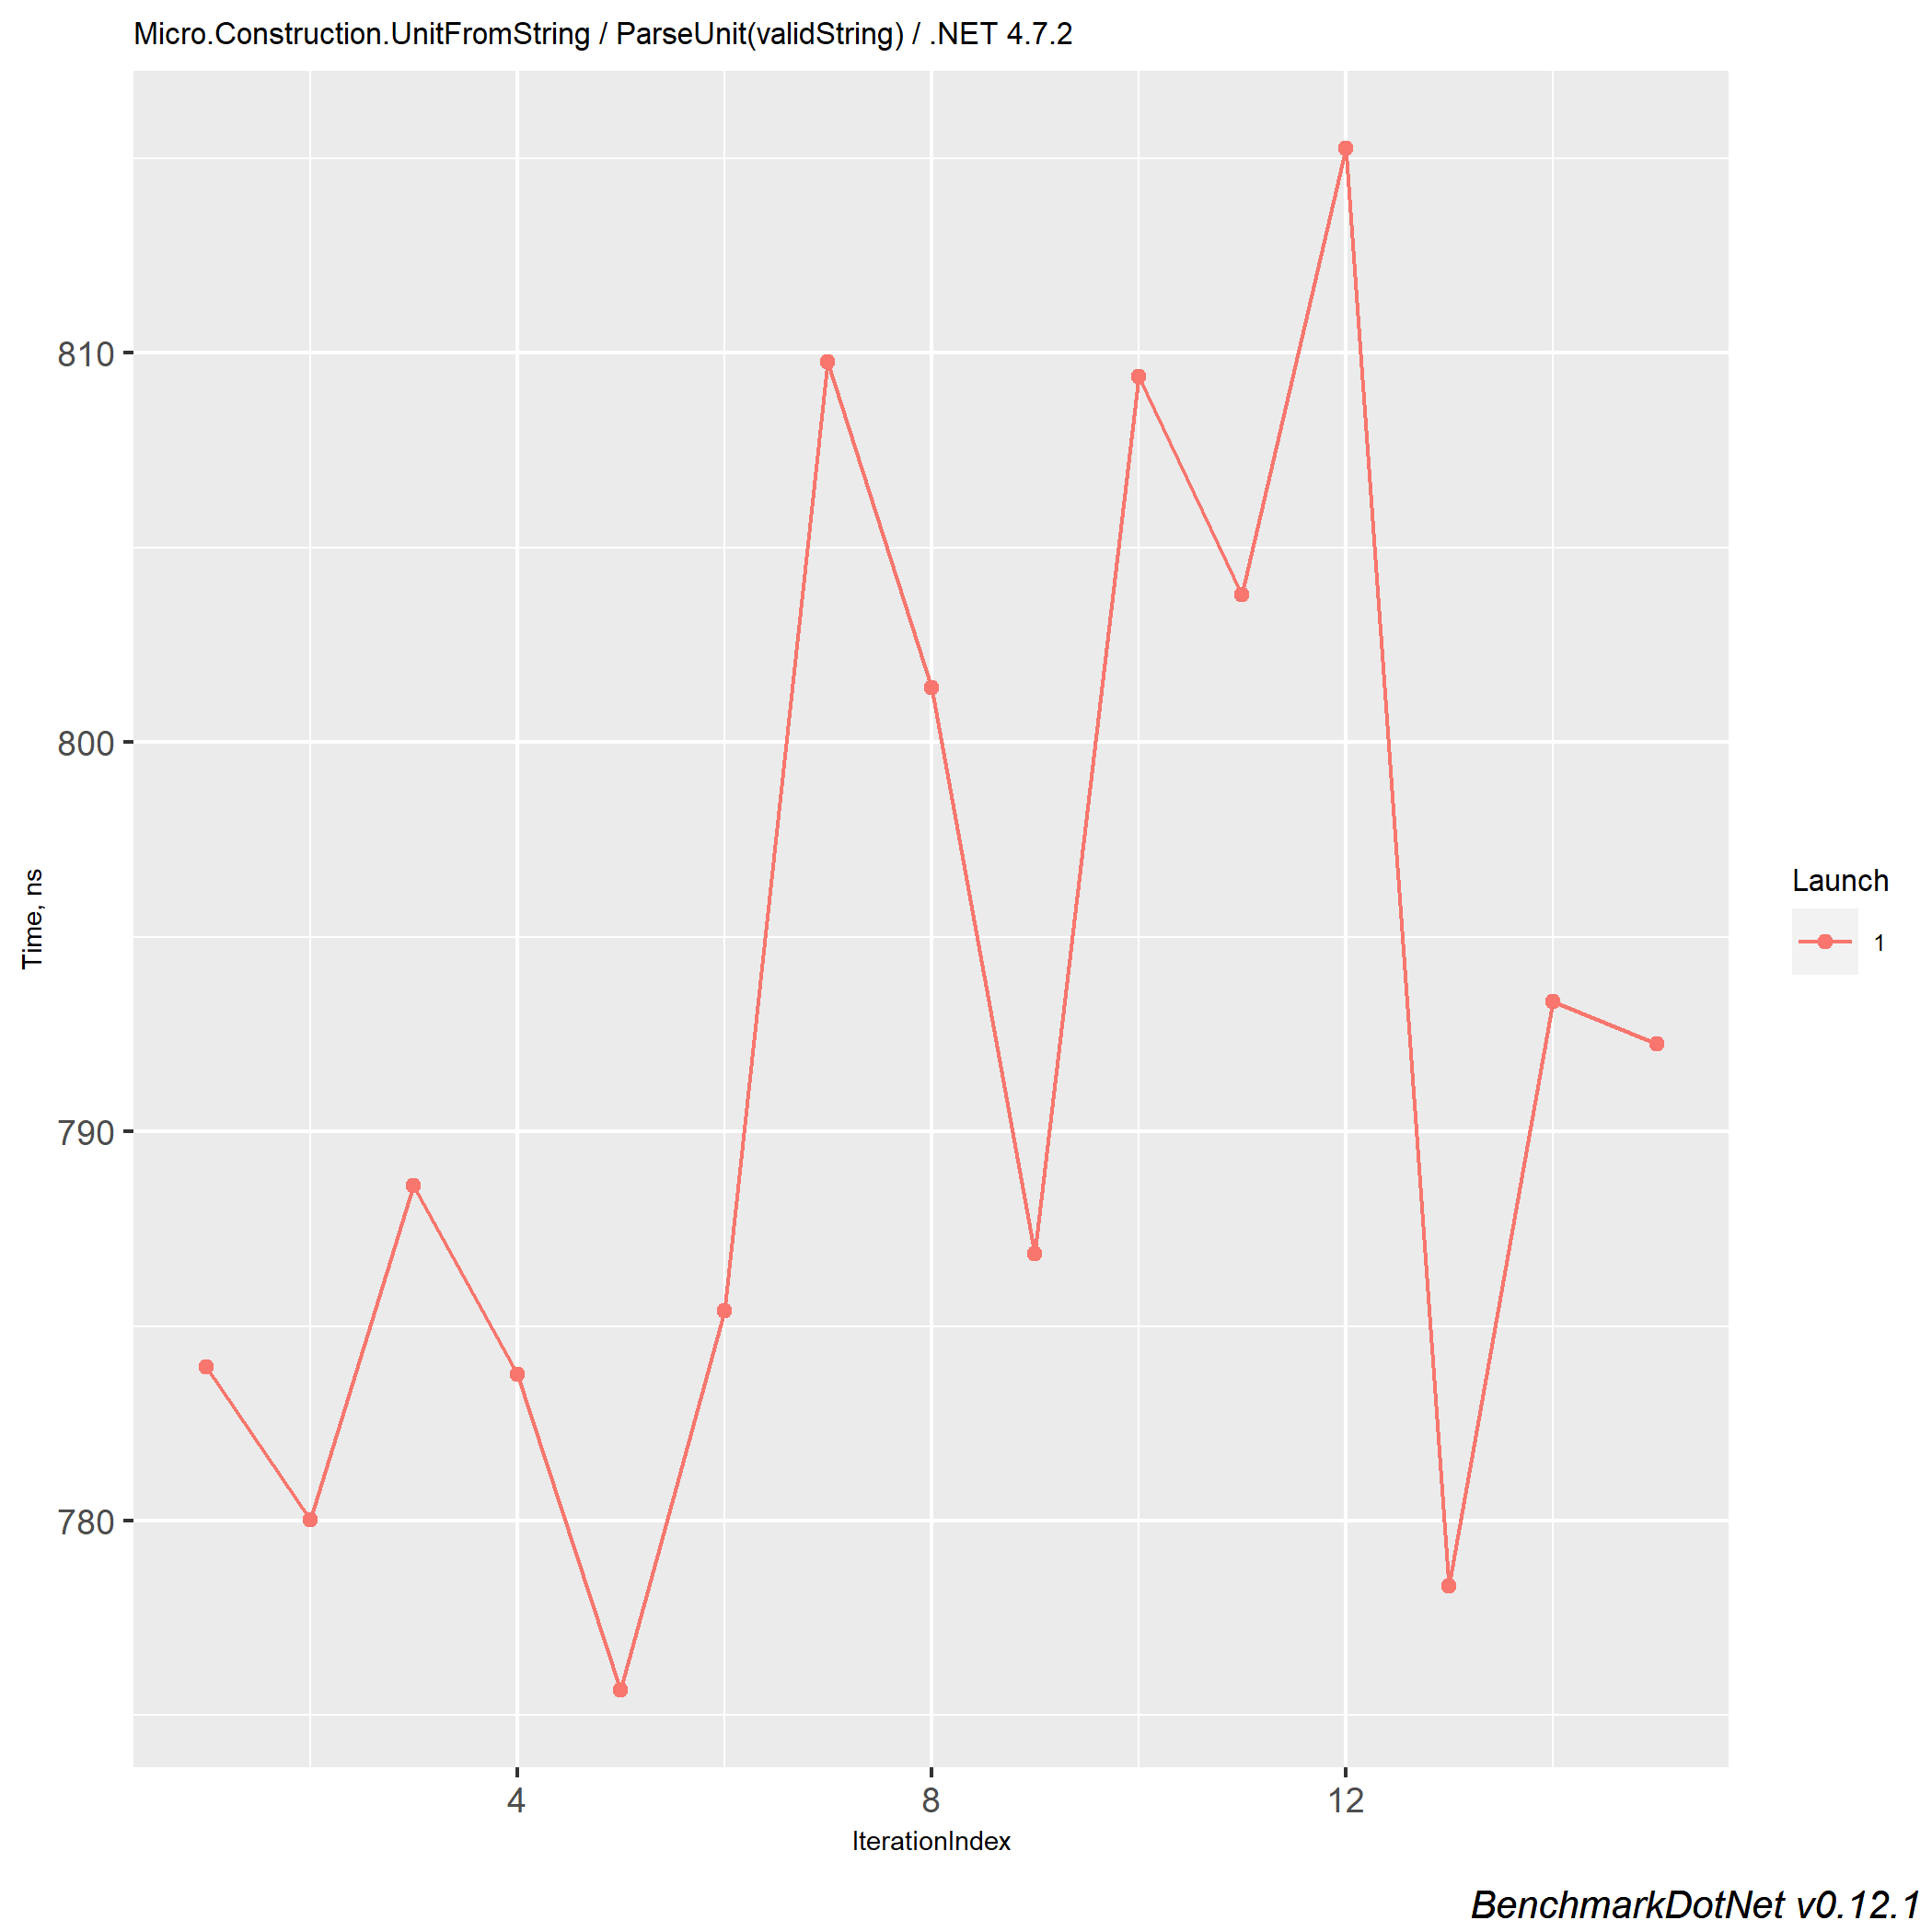 Micro.Construction.UnitFromString / ParseUnit(validString) / .NET 4.7.2
810
800
790
780
Time, ns
4
8
12
IterationIndex
Launch
1
BenchmarkDotNet v0.12.1